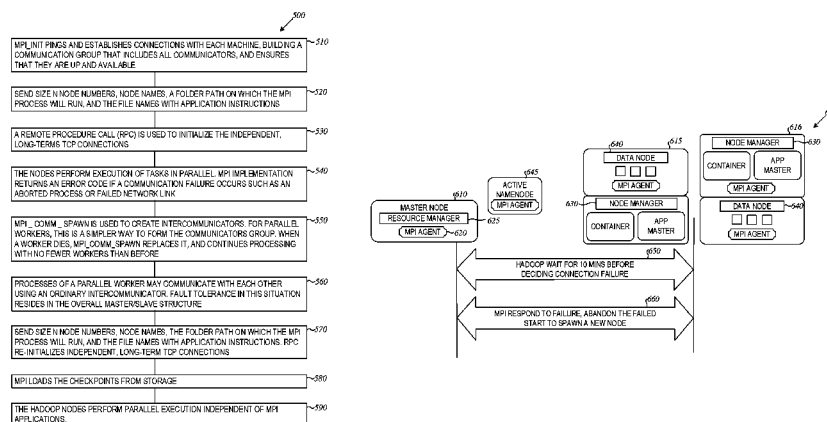 500
MPI_INIT PINGS AND ESTABLISHES CONNECTIONS WITH EACH MACHINE, BUILDING A
COMMUNICATION GROUP THAT INCLUDES ALL COMMUNICATORS, AND ENSURES
THAT THEY ARE UP AND AVAILABLE
510
SEND SIZE N NODE NUMBERS, NODE NAMES, A FOLDER PATH ON WHICH THE MPI
PROCESS WILL RUN, AND THE FILE NAMES WITH APPLICATION INSTRUCTIONS
520
A REMOTE PROCEDURE CALL (RPC) IS USED TO INITIALIZE THE INDEPENDENT,
LONG-TERMS TCP CONNECTIONS
530
THE NODES PERFORM EXECUTION OF TASKS IN PARALLEL. MPI IMPLEMENTATION
RETURNS AN ERROR CODE IF A COMMUNICATION FAILURE OCCURS SUCH AS AN
ABORTED PROCESS OR FAILED NETWORK LINK
540
MPI_COMM_SPAWN IS USED TO CREATE INTERCOMMUNICATORS. FOR PARALLEL
WORKERS, THIS IS A SIMPLER WAY TO FORM THE COMMUNICATORS GROUP. WHEN
A WORKER DIES, MPI_COMM_SPAWN REPLACES IT, AND CONTINUES PROCESSING
WITH NO FEWER WORKERS THAN BEFORE
550
PROCESSES OF A PARALLEL WORKER MAY COMMUNICATE WITH EACH OTHER
USING AN ORDINARY INTERCOMMUNICATOR. FAULT TOLERANCE IN THIS SITUATION
RESIDES IN THE OVERALL MASTER/SLAVE STRUCTURE
560
SEND SIZE N NODE NUMBERS, NODE NAMES, THE FOLDER PATH ON WHICH THE MPI
PROCESS WILL RUN, AND THE FILE NAMES WITH APPLICATION INSTRUCTIONS. RPC
RE-INITIALIZES INDEPENDENT, LONG-TERM TCP CONNECTIONS
570
MPI LOADS THE CHECKPOINTS FROM STORAGE
580
THE HADOOP NODES PERFORM PARALLEL EXECUTION INDEPENDENT OF MPI
APPLICATIONS.
590
610
MASTER NODE
RESOURCE MANAGER
625
MPI AGENT
620
645
ACTIVE
NAMENODE
MPI AGENT
640
615
DATA NODE
MPI AGENT
630
NODE MANAGER
CONTAINER
APP
MASTER
616
NODE MANAGER
630
CONTAINER
APP
MASTER
MPI AGENT
DATA NODE
640
MPI AGENT
650
HADOOP WAIT FOR 10 MINS BEFORE
DECIDING CONNECTION FAILURE
660
MPI RESPOND TO FAILURE, ABANDON THE FAILED
START TO SPAWN A NEW NODE